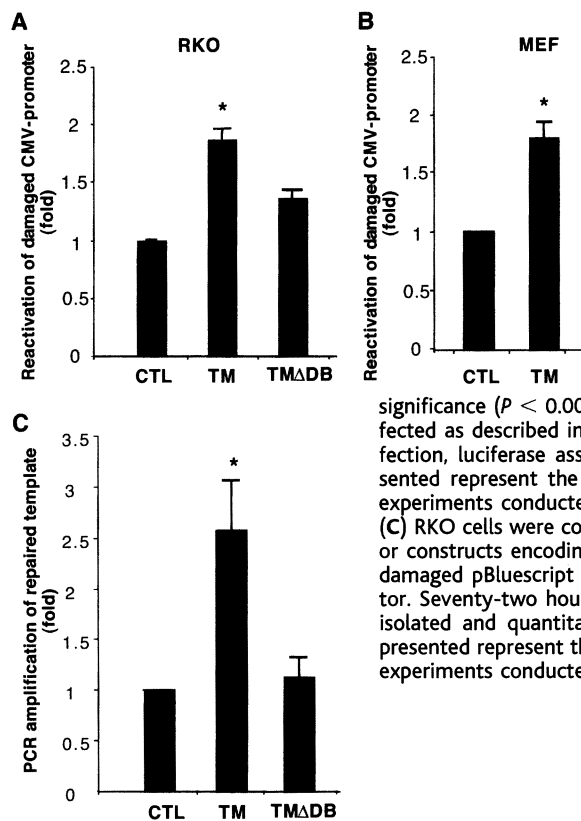 A
RKO
Reactivation of damaged CMV-promoter
(fold)
2.5
2
1.5
1
0.5
0
*
CTL TM TMΔDB
B
MEF
Reactivation of damaged CMV-promoter
(fold)
2.5
2
1.5
1
0.5
0
*
CTL TM
significance (P < 0.00
fected as described in
fection, luciferase ass
sented represent the
experiments conducte
(C) RKO cells were co
or constructs encoding
damaged pBluescript
tor. Seventy-two hou
isolated and quantita
presented represent th
experiments conducte
C
PCR amplification of repaired template
(fold)
3.5
3
2.5
2
1.5
1
0.5
0
*
CTL TM TMΔDB